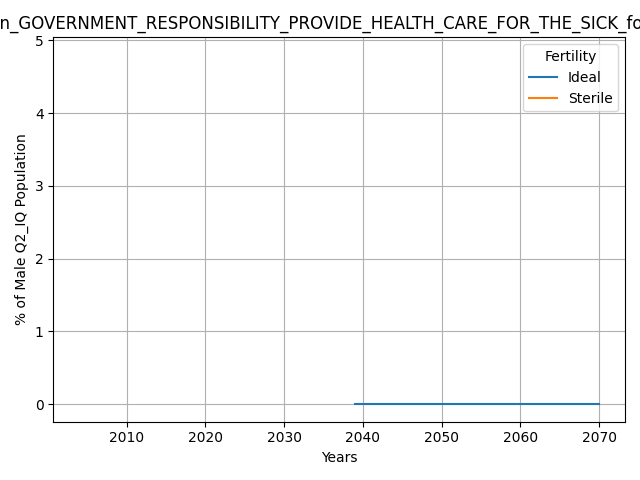 n_GOVERNMENT_RESPONSIBILITY_PROVIDE_HEALTH_CARE_FOR_THE_SICK_fo
5
4
3
2
1
0
% of Male Q2_IQ Population
Fertility
Ideal
Sterile
2010 2020 2030 2040 2050 2060 2070
Years